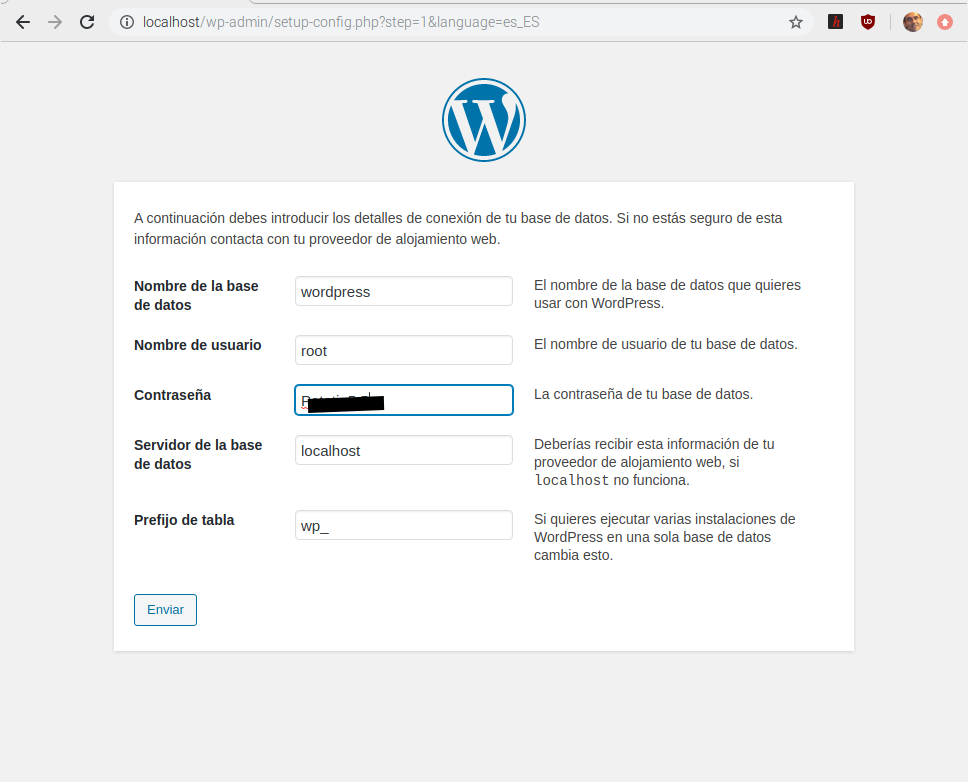 localhost/wp-admin/setup-config.php?step=1&language=es_ES
A continuación debes introducir los detalles de conexión de tu base de datos. Si no estás seguro de esta
información contacta con tu proveedor de alojamiento web.
Nombre de la base
de datos
wordpress
El nombre de la base de datos que quieres
usar con WordPress.
Nombre de usuario
root
El nombre de usuario de tu base de datos.
Contraseña
La contraseña de tu base de datos.
Servidor de la base
de datos
localhost
Deberías recibir esta información de tu
proveedor de alojamiento web, si
localhost no funciona.
Prefijo de tabla
wp_
Si quieres ejecutar varias instalaciones de
WordPress en una sola base de datos
cambia esto.
Enviar